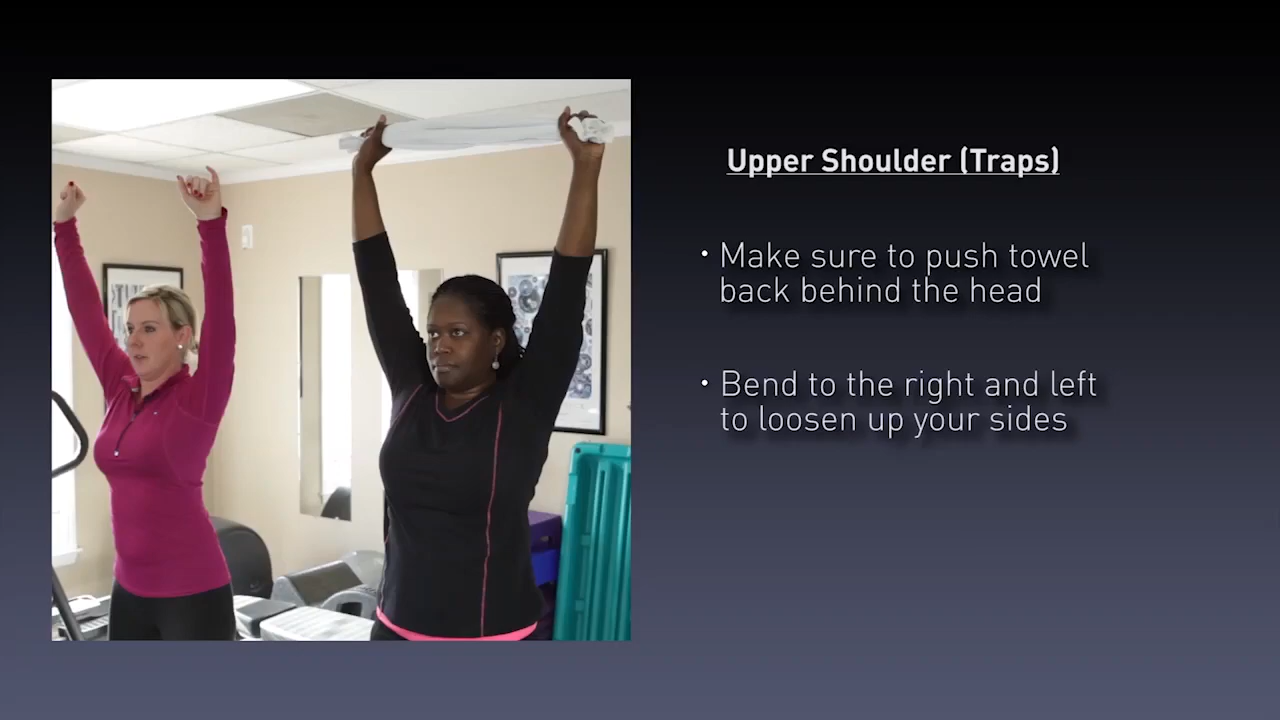 Upper Shoulder (Traps)
• Make sure to push towel
back behind the head
• Bend to the right and left
to loosen up your sides